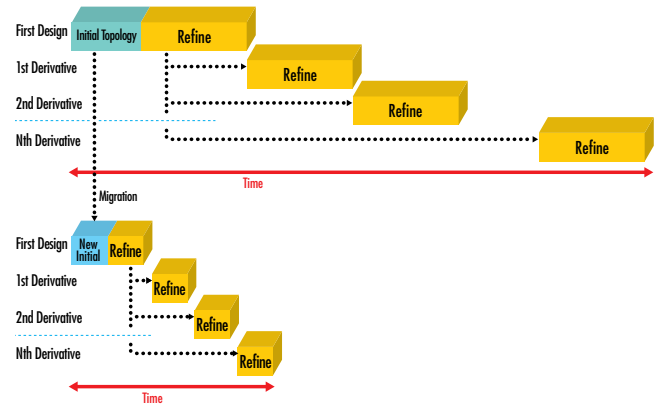 First Design
Initial Topology
Refine
1st Derivative
Refine
2nd Derivative
Refine
Nth Derivative
Refine
Time
Migration
First Design
New
Initial
Refine
1st Derivative
Refine
2nd Derivative
Refine
Nth Derivative
Refine
Time